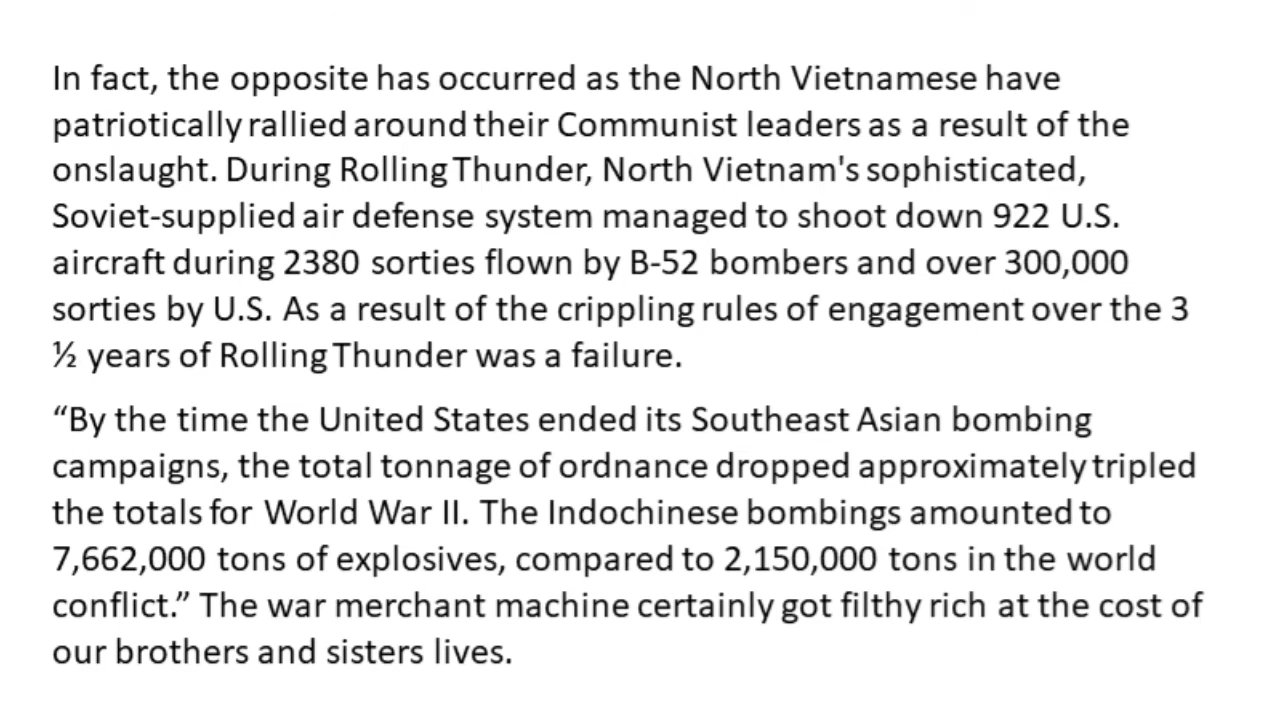 In fact, the opposite has occurred as the North Vietnamese have
patriotically rallied around their Communist leaders as a result of the
onslaught. During Rolling Thunder, North Vietnam's sophisticated,
Soviet-supplied air defense system managed to shoot down 922 U.S.
aircraft during 2380 sorties flown by B-52 bombers and over 300,000
sorties by U.S. As a result of the crippling rules of engagement over the 3
½ years of Rolling Thunder was a failure.
“By the time the United States ended its Southeast Asian bombing
campaigns, the total tonnage of ordnance dropped approximately tripled
the totals for World War II. The Indochinese bombings amounted to
7,662,000 tons of explosives, compared to 2,150,000 tons in the world
conflict.” The war merchant machine certainly got filthy rich at the cost of
our brothers and sisters lives.